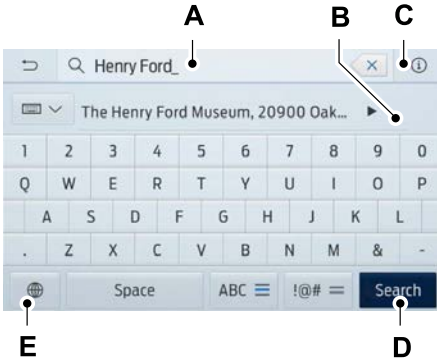 A
B
C
Henry Ford_
The Henry Ford Museum, 20900 Oak...
1 2 3 4 5 6 7 8 9 0
Q W E R T Y U I O P
A S D F G H J K L
. Z X C V B N M & -
Space ABC !@# Search
E
D